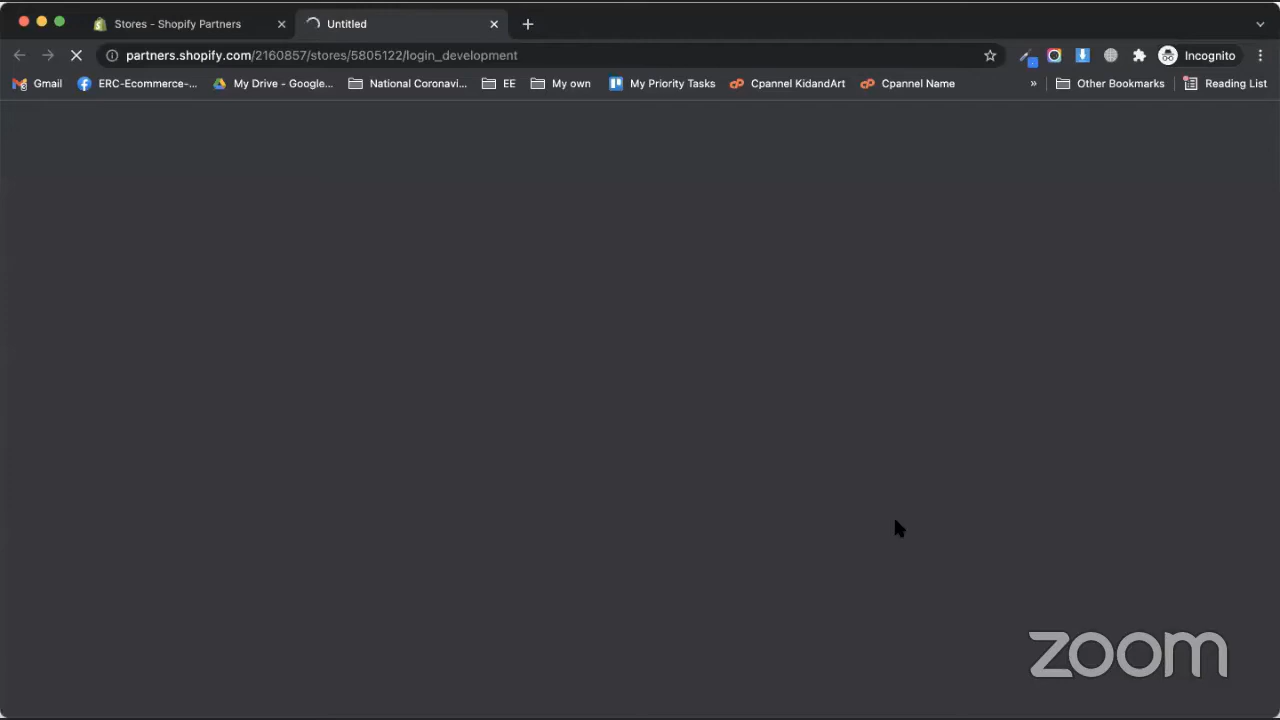 Stores - Shopify Partners
Untitled
partners.shopify.com/2160857/stores/5805122/login_development
Incognito
Gmail
ERC-Ecommerce-...
My Drive - Google...
National Coronavi...
EE
My own
My Priority Tasks
Cpannel KidandArt
Cpannel Name
»
Other Bookmarks
Reading List
zoom